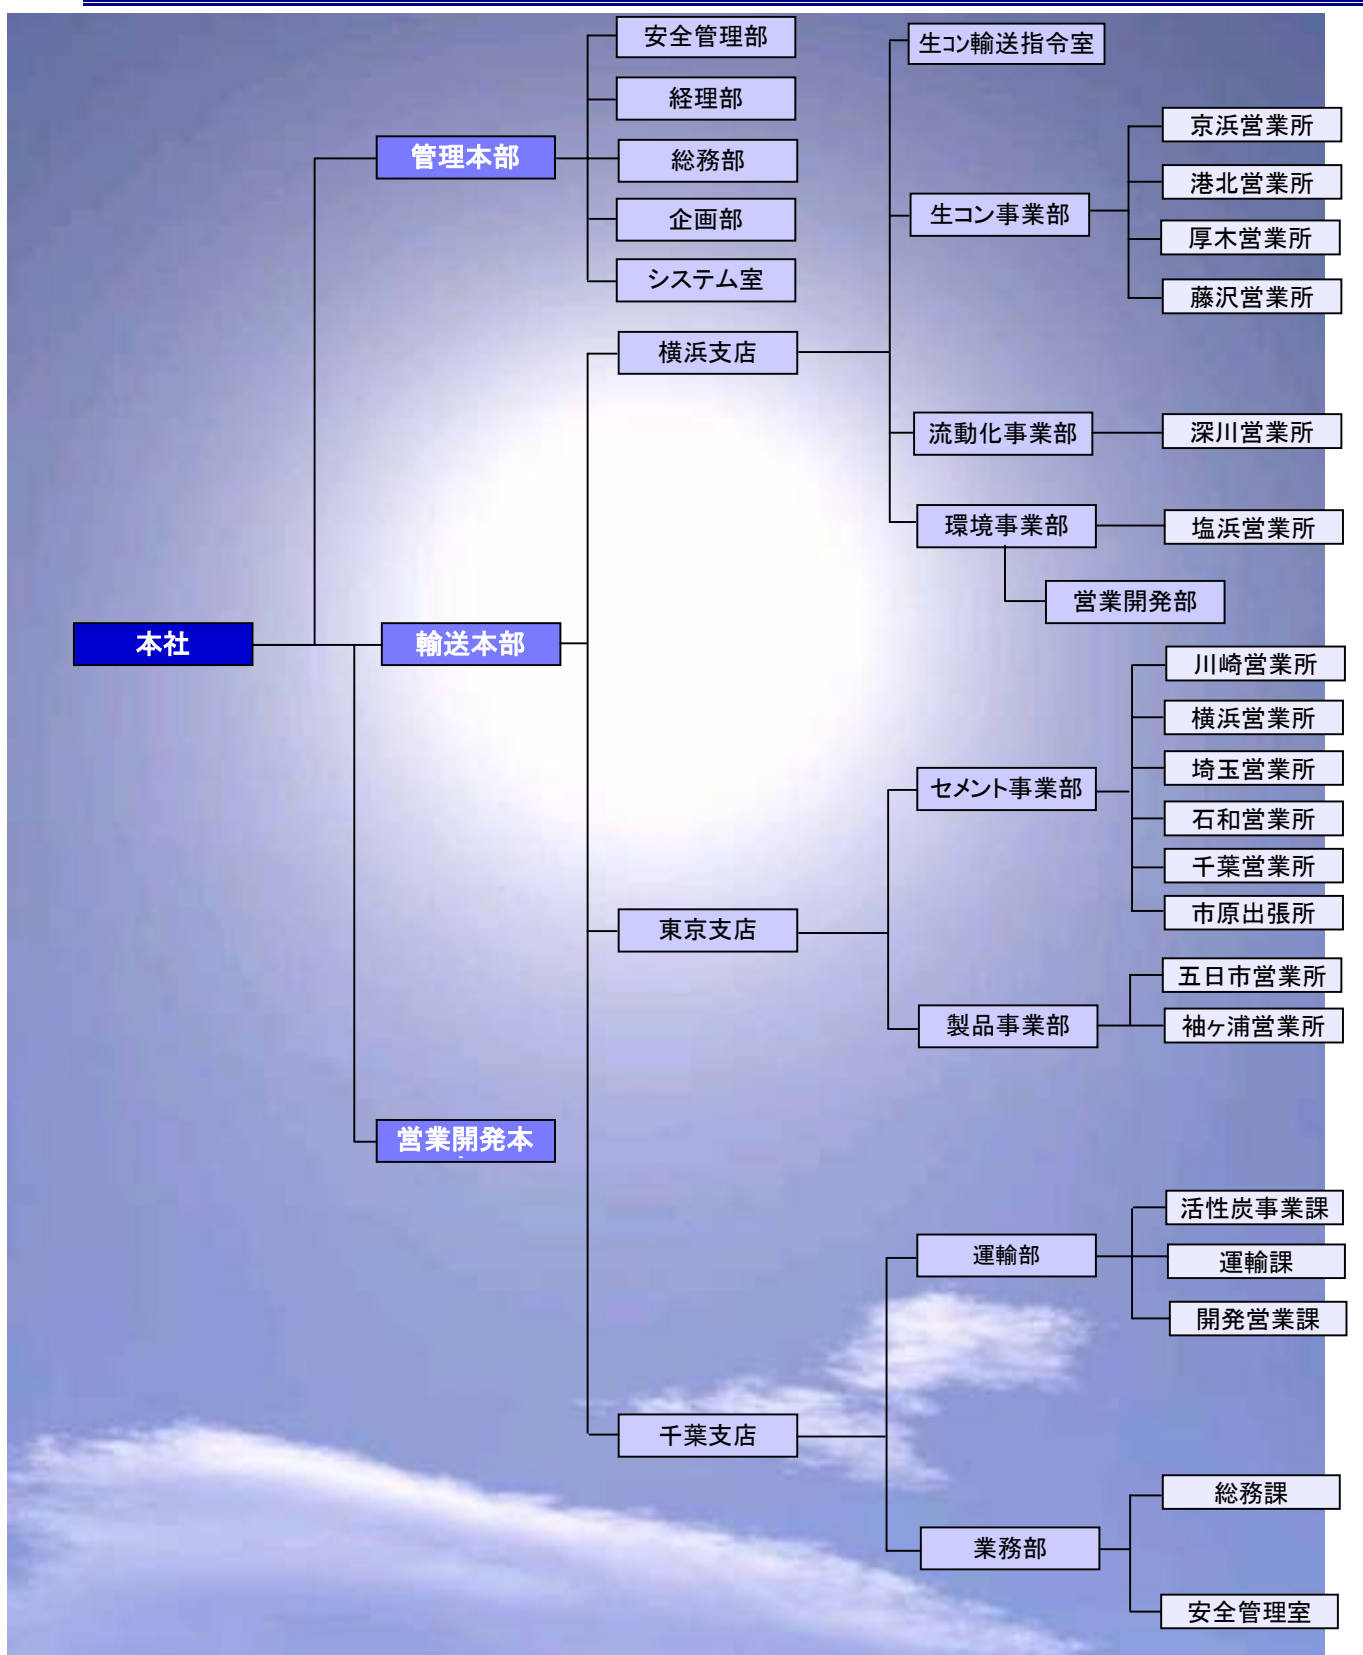 安全管理部
経理部
管理本部
総務部
企画部
システム室
生コン輸送指令室
京浜営業所
港北営業所
生コン事業部
厚木営業所
藤沢営業所
横浜支店
流動化事業部
深川営業所
環境事業部
塩浜営業所
営業開発部
本社
輸送本部
川崎営業所
横浜営業所
埼玉営業所
セメント事業部
石和営業所
千葉営業所
市原出張所
東京支店
五日市営業所
製品事業部
袖ヶ浦営業所
営業開発本
活性炭事業課
運輸部
運輸課
開発営業課
千葉支店
総務課
業務部
安全管理室